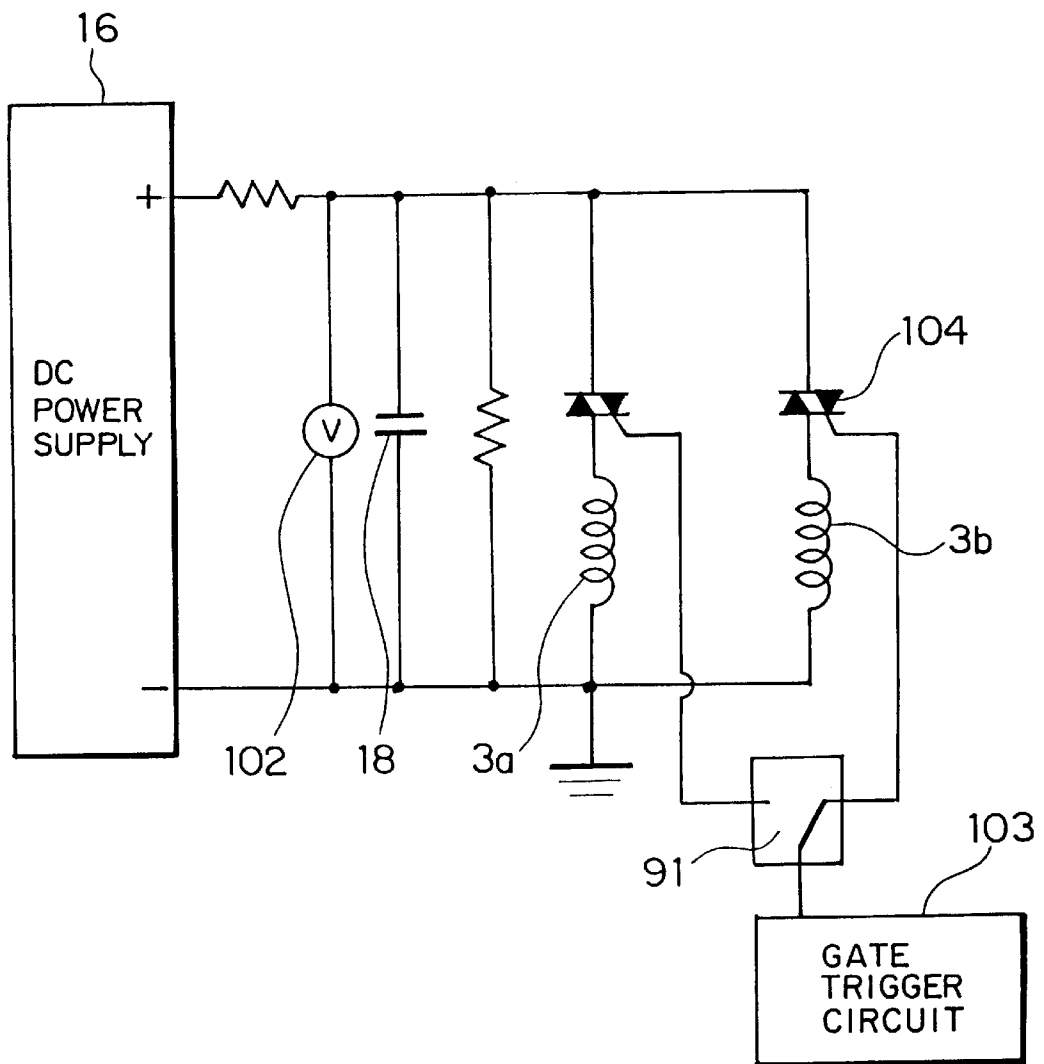 16
+
DC
POWER
SUPPLY
V
104
3b
−
102
18
3a
91
103
GATE
TRIGGER
CIRCUIT